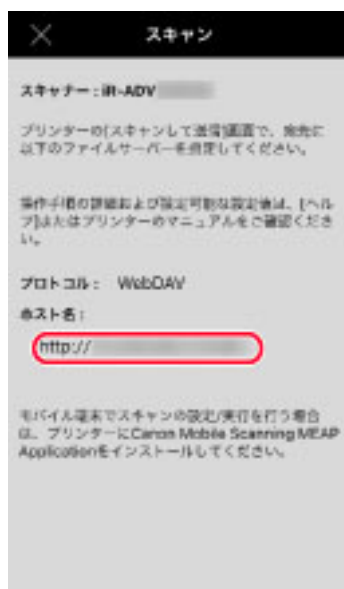 スキャン
スキャナー : iR-ADV
プリンターの[スキャンして送信]画面で、宛先に
以下のファイルサーバーを指定してください。
操作手順の詳細および設定可能な設定値は、[ヘル
プ]またはプリンターのマニュアルをご確認くださ
い。
プロトコル : WebDAV
ホスト名 :
http://
モバイル端末でスキャンの設定/実行を行う場合
は、プリンターにCanon Mobile Scanning MEAP
Applicationをインストールしてください。